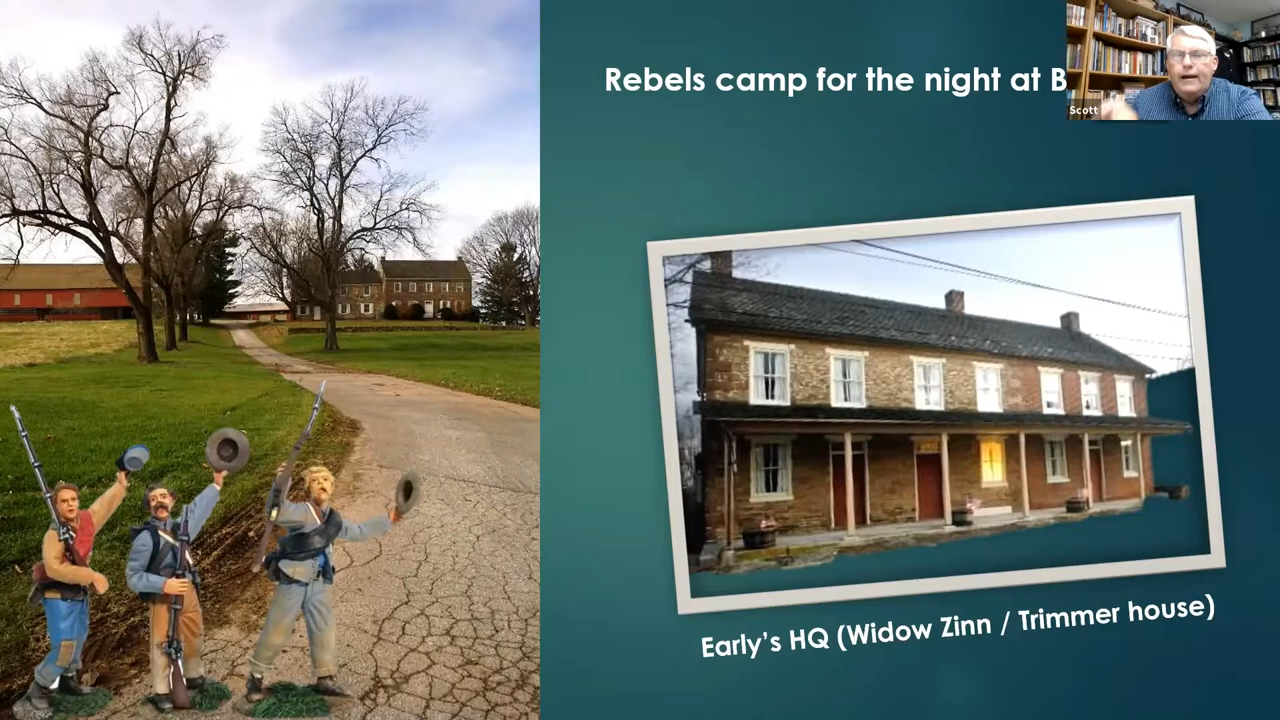 Rebels camp for the night at B
Scott
Early's HQ (Widow Zinn / Trimmer house)